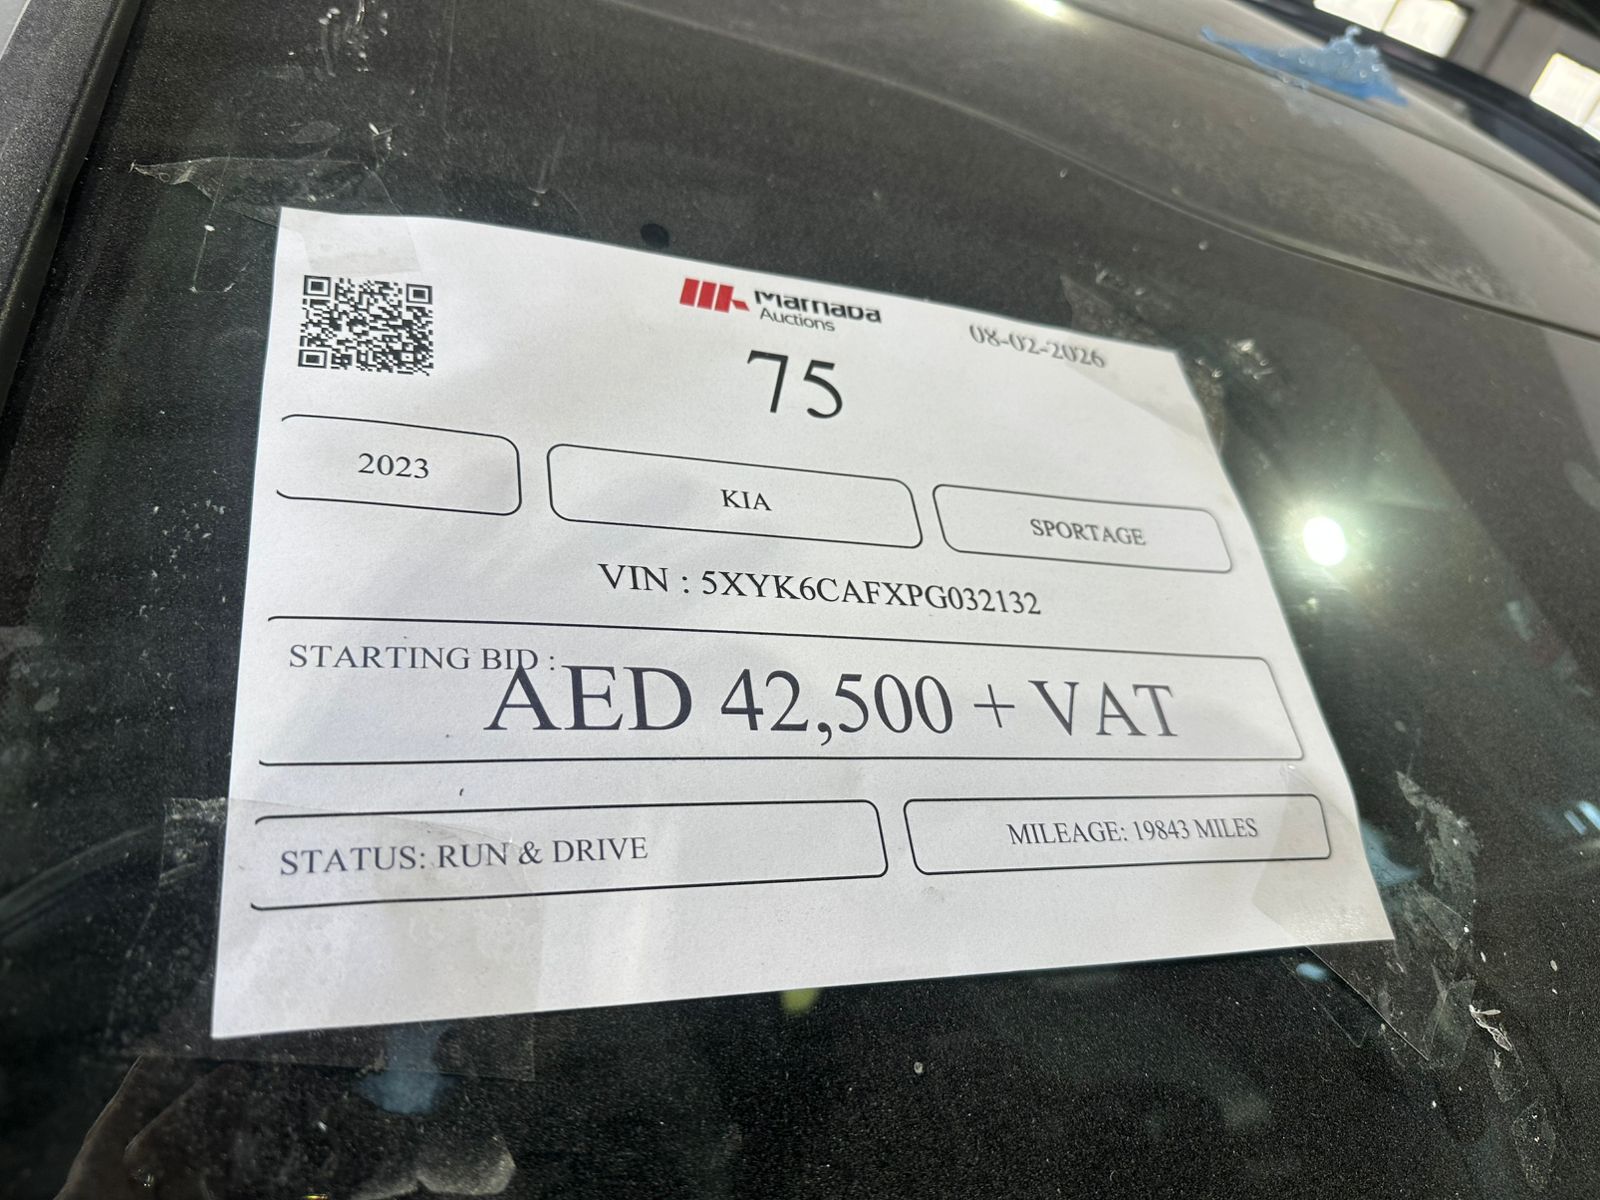 Marhaba
Auctions
08-02-2026
75
2023
KIA
SPORTAGE
VIN : 5XYK6CAFXPG032132
STARTING BID :
AED 42,500 + VAT
STATUS: RUN & DRIVE
MILEAGE: 19843 MILES